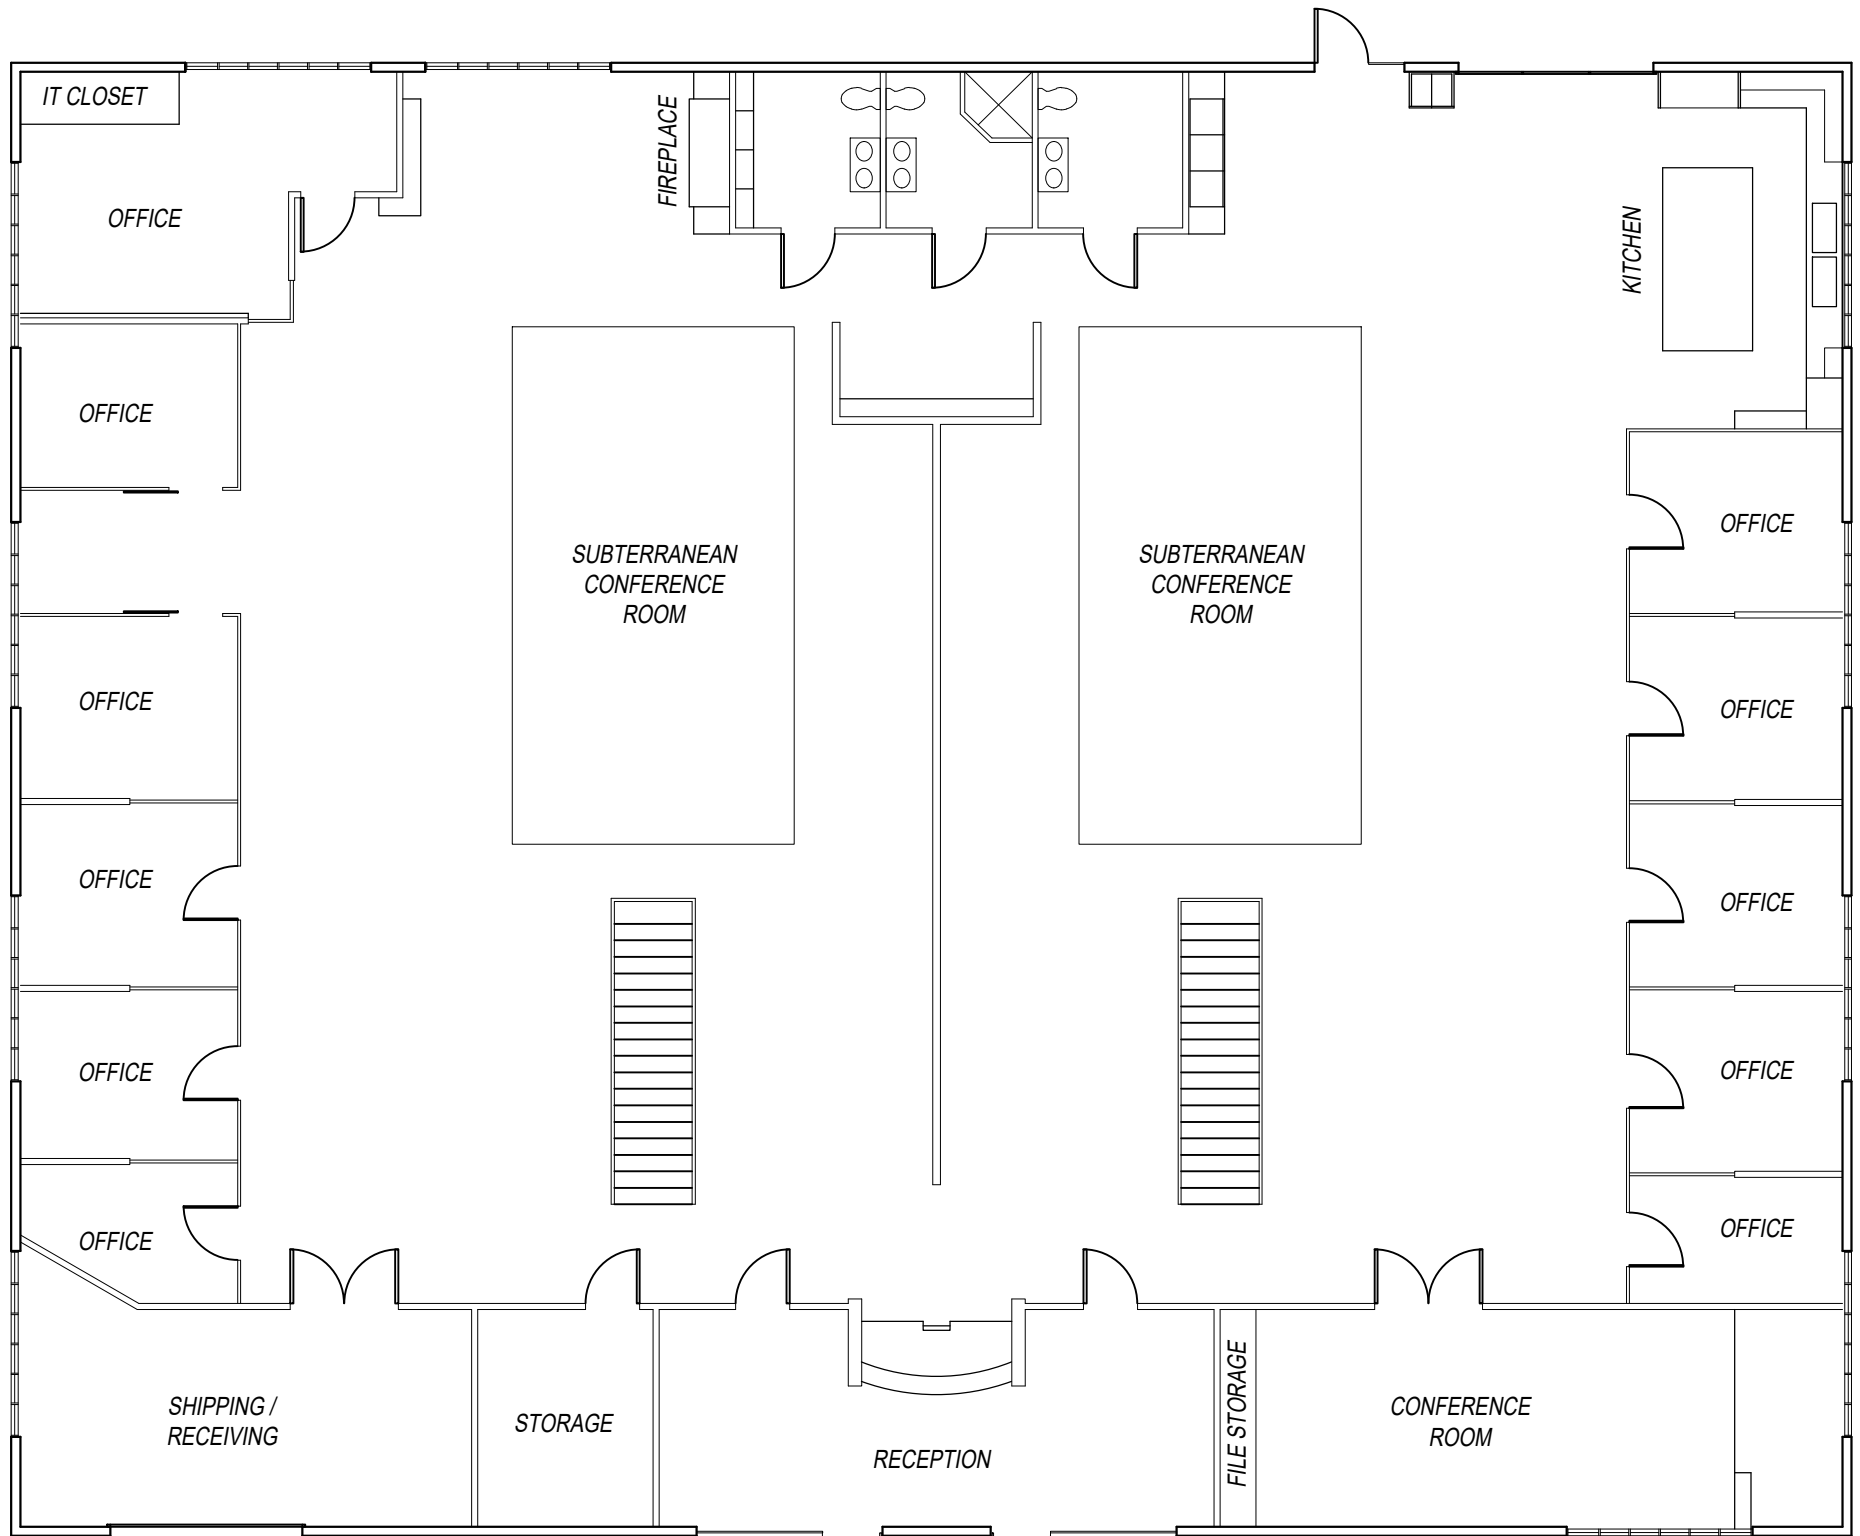 IT CLOSET
FIREPLACE
OFFICE
KITCHEN
OFFICE
OFFICE
SUBTERRANEAN
CONFERENCE
ROOM
SUBTERRANEAN
CONFERENCE
ROOM
OFFICE
OFFICE
OFFICE
OFFICE
OFFICE
OFFICE
OFFICE
OFFICE
OFFICE
SHIPPING /
RECEIVING
STORAGE
RECEPTION
FILE STORAGE
CONFERENCE
ROOM